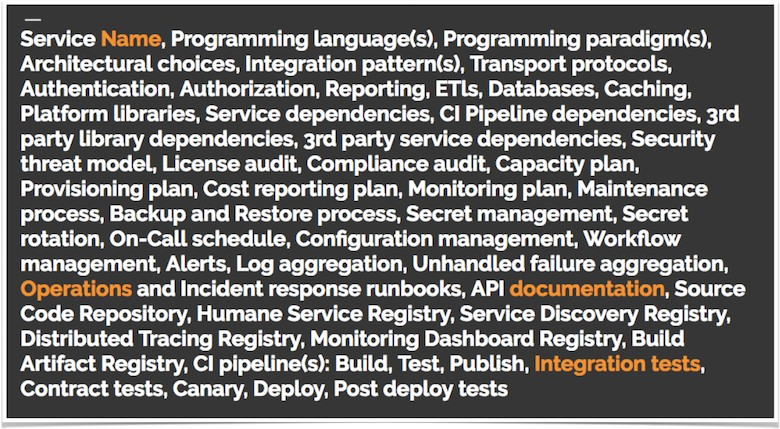 Service Name, Programming language(s), Programming paradigm(s),
Architectural choices, Integration pattern(s), Transport protocols,
Authentication, Authorization, Reporting, ETLs, Databases, Caching,
Platform libraries, Service dependencies, CI Pipeline dependencies, 3rd
party library dependencies, 3rd party service dependencies, Security
threat model, License audit, Compliance audit, Capacity plan,
Provisioning plan, Cost reporting plan, Monitoring plan, Maintenance
process, Backup and Restore process, Secret management, Secret
rotation, On-Call schedule, Configuration management, Workflow
management, Alerts, Log aggregation, Unhandled failure aggregation,
Operations and Incident response runbooks, API documentation, Source
Code Repository, Humane Service Registry, Service Discovery Registry,
Distributed Tracing Registry, Monitoring Dashboard Registry, Build
Artifact Registry, CI pipeline(s): Build, Test, Publish, Integration tests,
Contract tests, Canary, Deploy, Post deploy tests